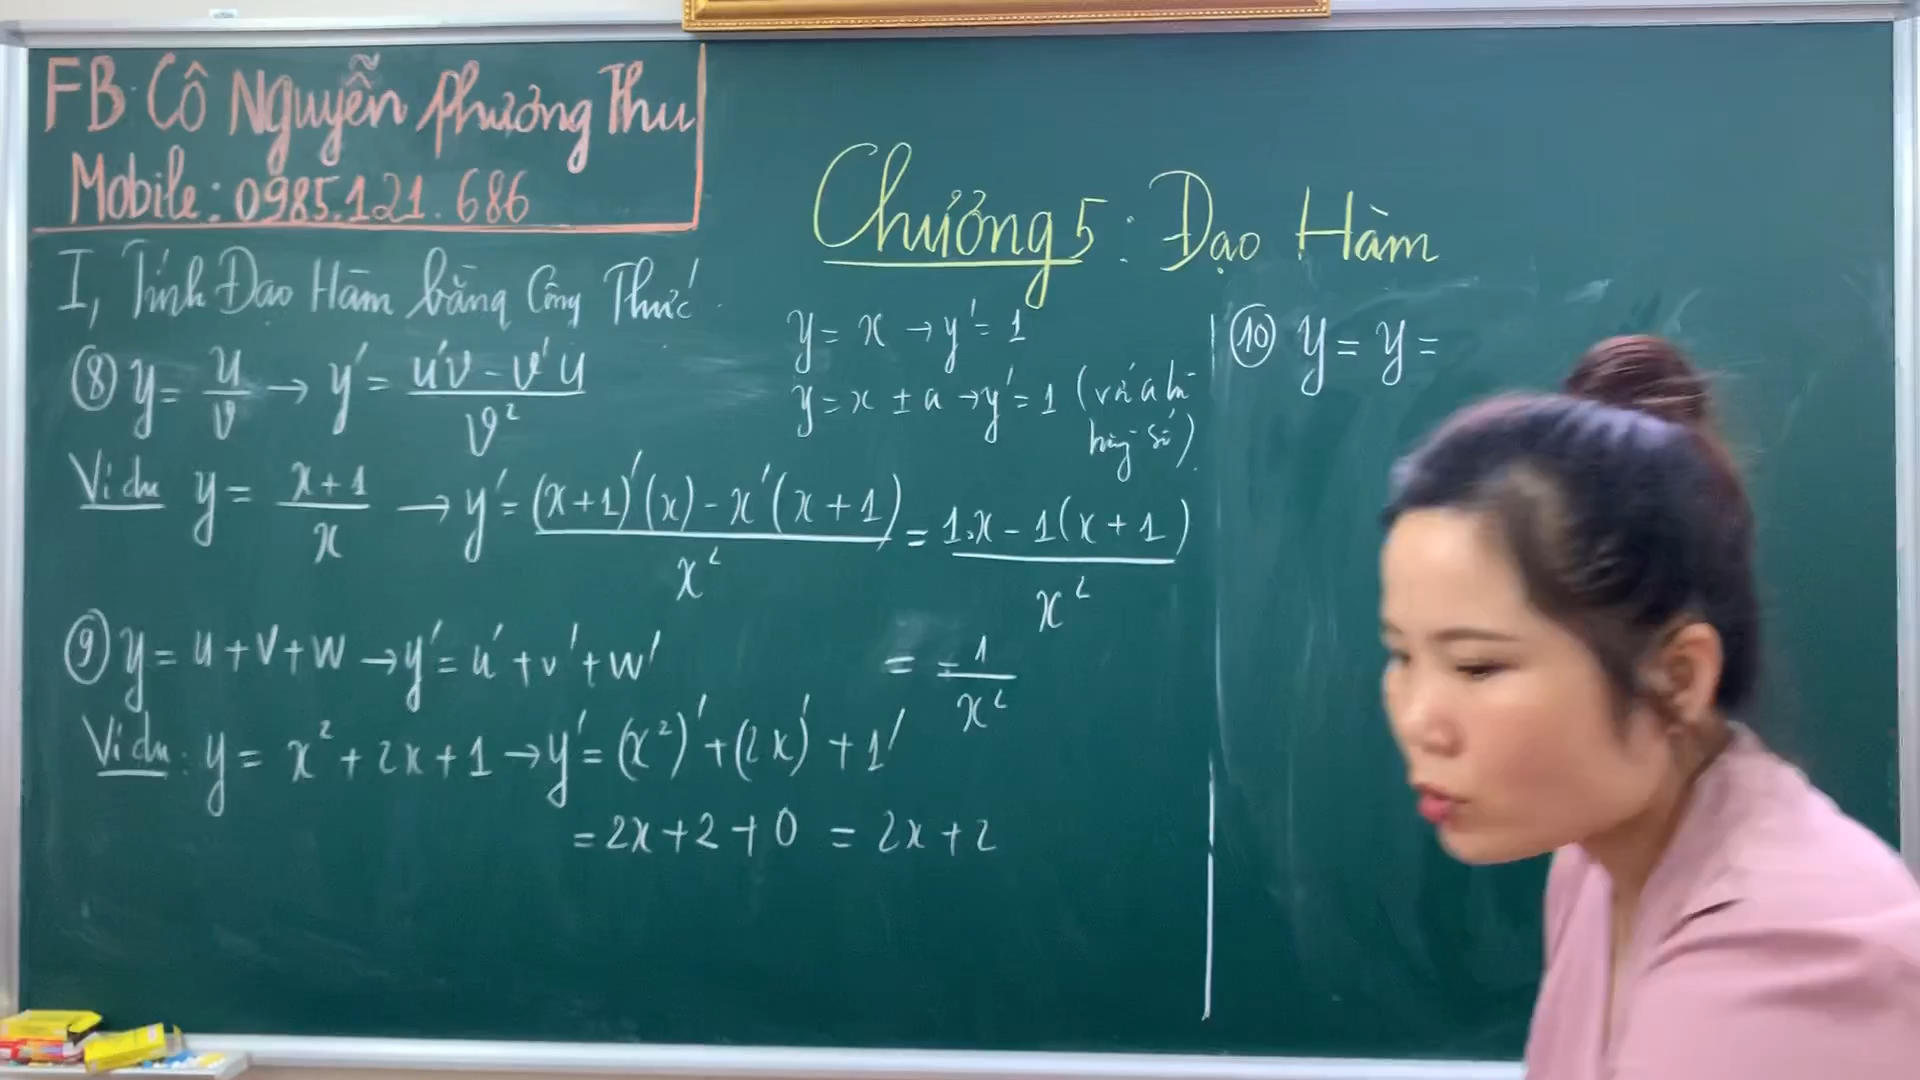 FB: Cô Nguyễn Phương Thu
Mobile: 0985.121.686
Chương 5: Đạo Hàm
I, Tính Đạo Hàm bằng Công Thức
⑧ y = u/v → y' = (u'v - v'u)/v²
Ví dụ y = (x+1)/x → y' = ((x+1)'(x) - x'(x+1))/x² = (1.x - 1(x+1))/x²
= -1/x²
⑨ y = u + v + w → y' = u' + v' + w'
Ví dụ: y = x² + 2x + 1 → y' = (x²)' + (2x)' + 1'
= 2x + 2 + 0 = 2x + 2
y = x → y' = 1
y = x ± a → y' = 1 (với a là
hằng số).
⑩ y = y =